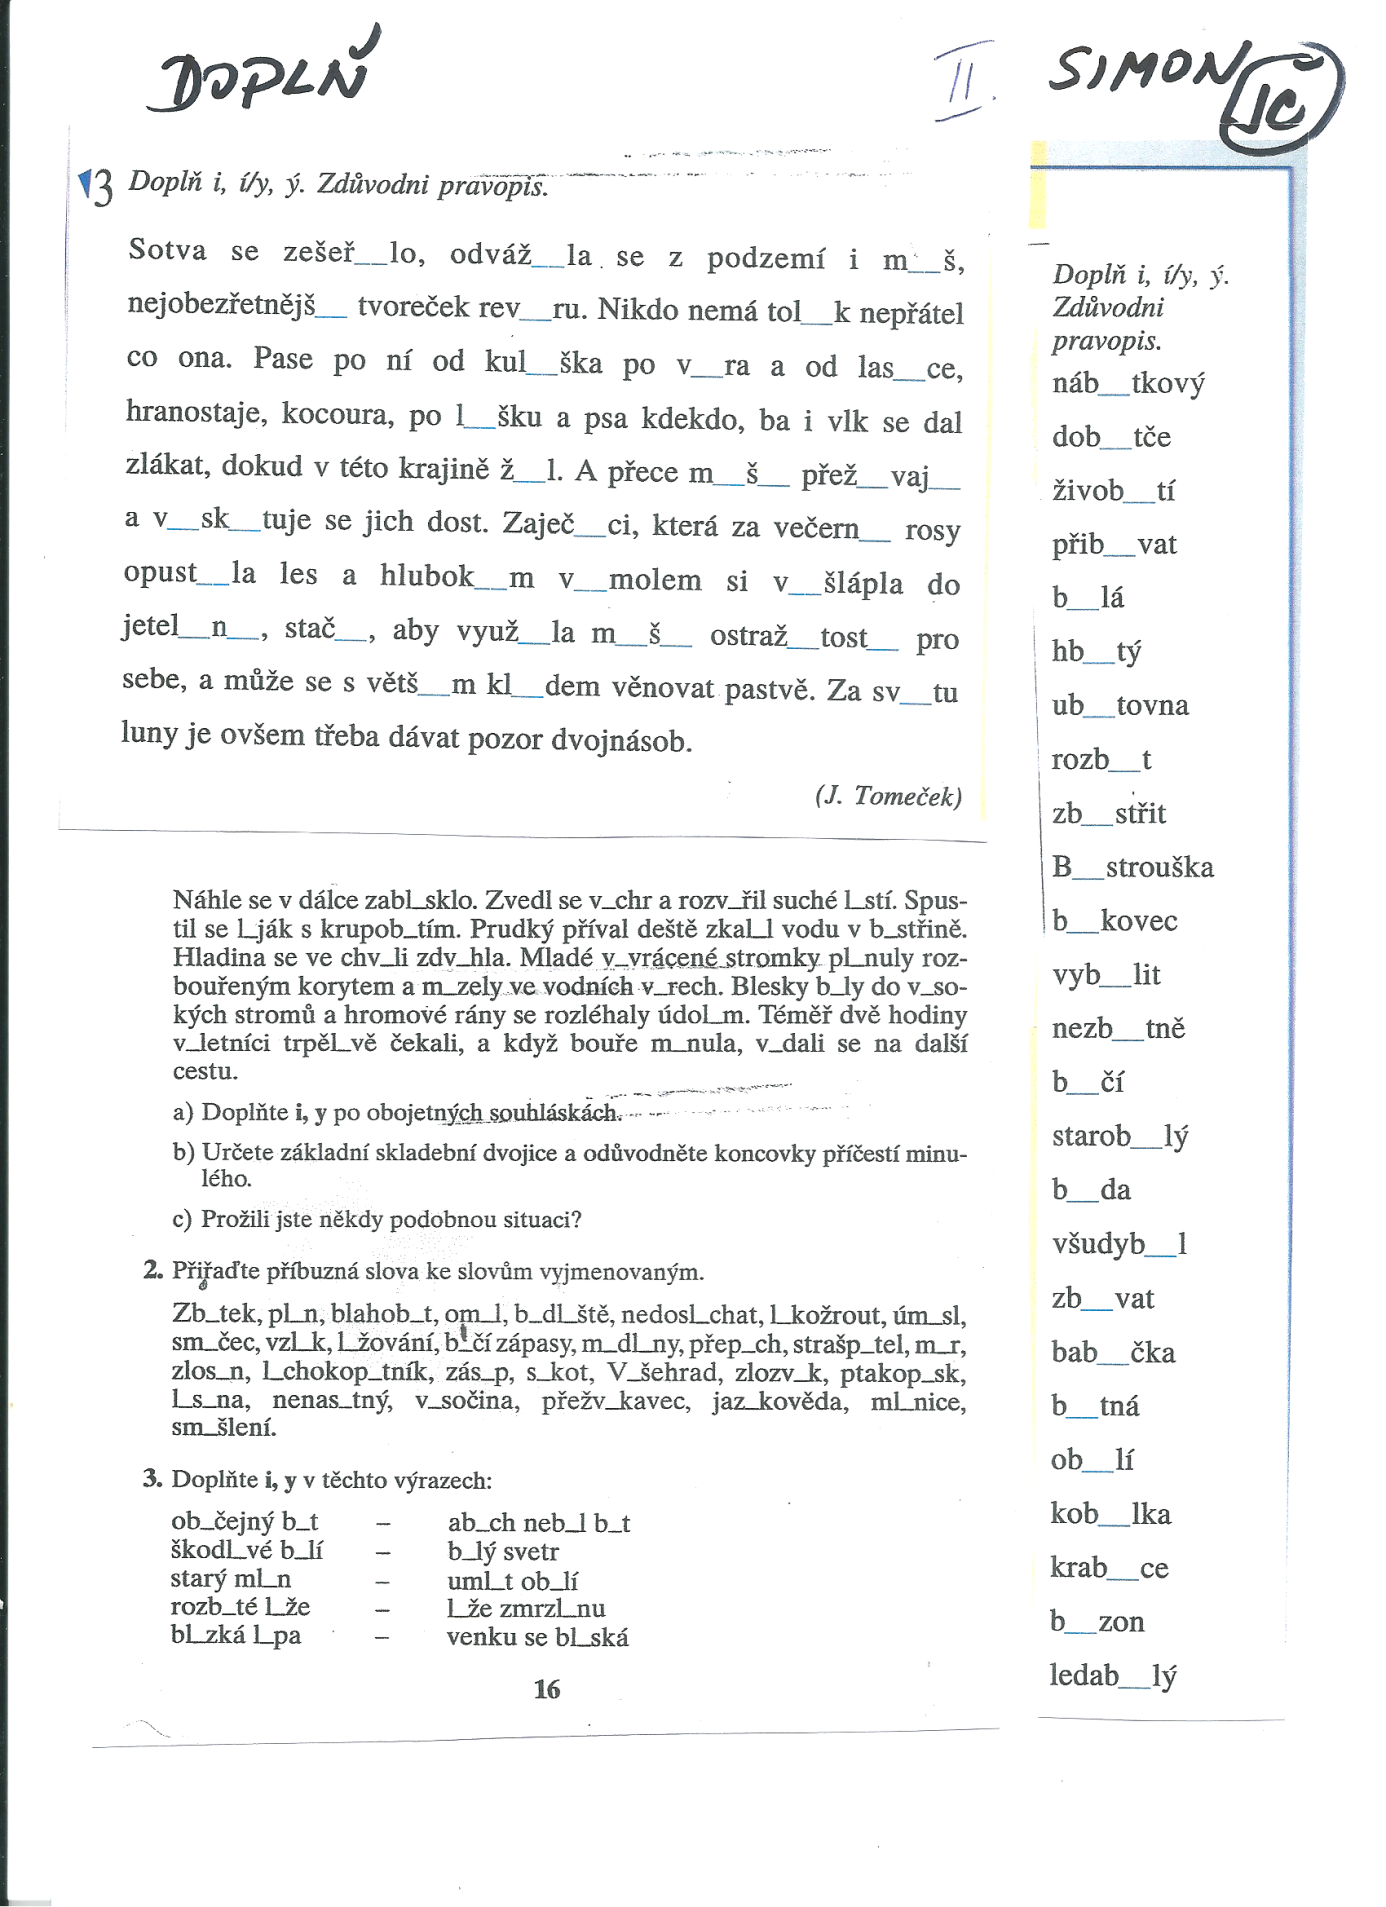 DOPLŇ
II.
SIMON
JČ
13 Doplň i, í/y, ý. Zdůvodni pravopis.
Sotva se zešeř__lo, odváž__la se z podzemí i m__š,
nejobezřetnějš__ tvoreček rev__ru. Nikdo nemá tol__k nepřátel
co ona. Pase po ní od kul__ška po v__ra a od las__ce,
hranostaje, kocoura, po l__šku a psa kdekdo, ba i vlk se dal
zlákat, dokud v této krajině ž__l. A přece m__š__ přež__vaj__
a v__sk__tuje se jich dost. Zaječ__ci, která za večern__ rosy
opust__la les a hlubok__m v__molem si v__šlápla do
jetel__n__, stač__, aby využ__la m__š__ ostraž__tost__ pro
sebe, a může se s větš__m kl__dem věnovat pastvě. Za sv__tu
luny je ovšem třeba dávat pozor dvojnásob.
(J. Tomeček)
Náhle se v dálce zabl_sklo. Zvedl se v_chr a rozv_řil suché l_stí. Spus-
til se l_ják s krupob_tím. Prudký příval deště zkal_l vodu v b_střině.
Hladina se ve chv_li zdv_hla. Mladé v_vrácené stromky pl_nuly roz-
bouřeným korytem a m_zely ve vodních v_rech. Blesky b_ly do v_so-
kých stromů a hromové rány se rozléhaly údol_m. Téměř dvě hodiny
v_letníci trpěl_vě čekali, a když bouře m_nula, v_dali se na další
cestu.
a) Doplňte i, y po obojetných souhláskách.
b) Určete základní skladební dvojice a odůvodněte koncovky příčestí minu-
lého.
c) Prožili jste někdy podobnou situaci?
2. Přiřaďte příbuzná slova ke slovům vyjmenovaným.
Zb_tek, pl_n, blahob_t, om_l, b_dl_ště, nedosl_chat, l_kožrout, úm_sl,
sm_čec, vzl_k, l_žování, b_čí zápasy, m_dl_ny, přep_ch, strašp_tel, m_r,
zlos_n, l_chokop_tník, zás_p, s_kot, V_šehrad, zlozv_k, ptakop_sk,
l_s_na, nenas_tný, v_sočina, přežv_kavec, jaz_kověda, ml_nice,
sm_šlení.
3. Doplňte i, y v těchto výrazech:
ob_čejný b_t – ab_ch neb_l b_t
škodl_vé b_lí – b_lý svetr
starý ml_n – uml_t ob_lí
rozb_té l_že – l_že zmrzl_nu
bl_zká l_pa – venku se bl_ská
16
Doplň i, í/y, ý.
Zdůvodni
pravopis.
náb__tkový
dob__tče
živob__tí
přib__vat
b__lá
hb__tý
ub__tovna
rozb__t
zb__střit
B__strouška
b__kovec
vyb__lit
nezb__tně
b__čí
starob__lý
b__da
všudyb__l
zb__vat
bab__čka
b__tná
ob__lí
kob__lka
krab__ce
b__zon
ledab__lý